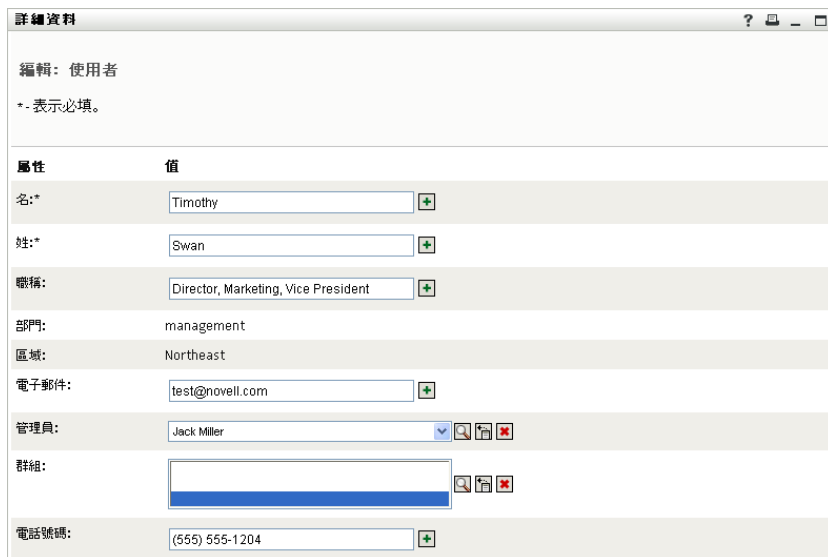 詳細資料
編輯: 使用者
*- 表示必填。
屬性 值
名:* Timothy
姓:* Swan
職稱: Director, Marketing, Vice President
部門: management
區域: Northeast
電子郵件: test@novell.com
管理員: Jack Miller
群組:
電話號碼: (555) 555-1204